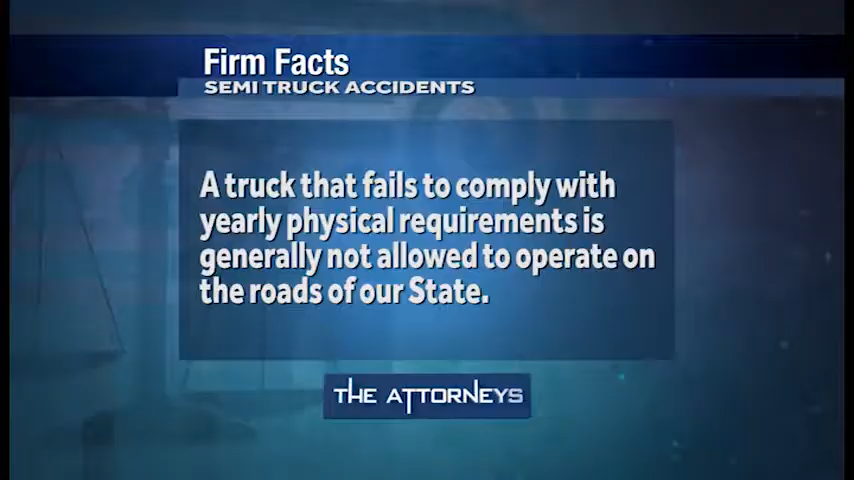 Firm Facts
SEMI TRUCK ACCIDENTS
A truck that fails to comply with
yearly physical requirements is
generally not allowed to operate on
the roads of our State.
THE ATTORNEYS